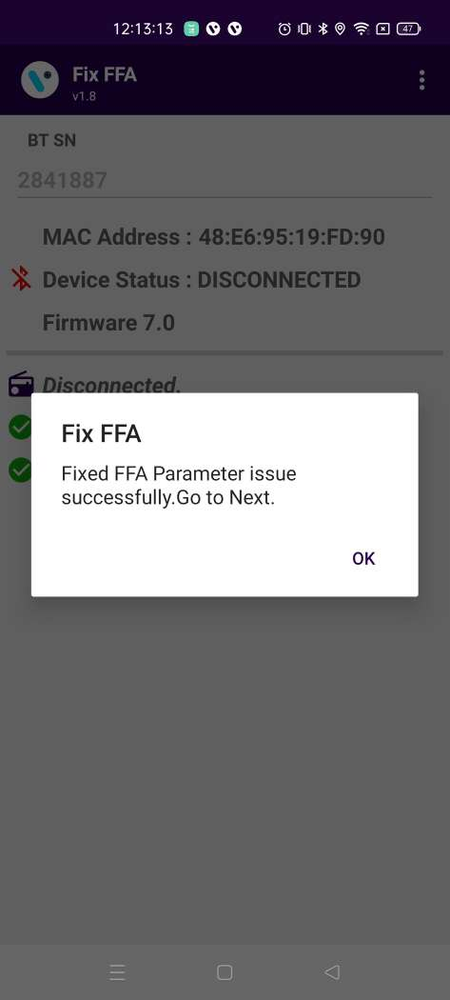 12:13:13
47
Fix FFA
v1.8
BT SN
2841887
MAC Address : 48:E6:95:19:FD:90
Device Status : DISCONNECTED
Firmware 7.0
Disconnected.
Fix FFA
Fixed FFA Parameter issue
successfully.Go to Next.
OK